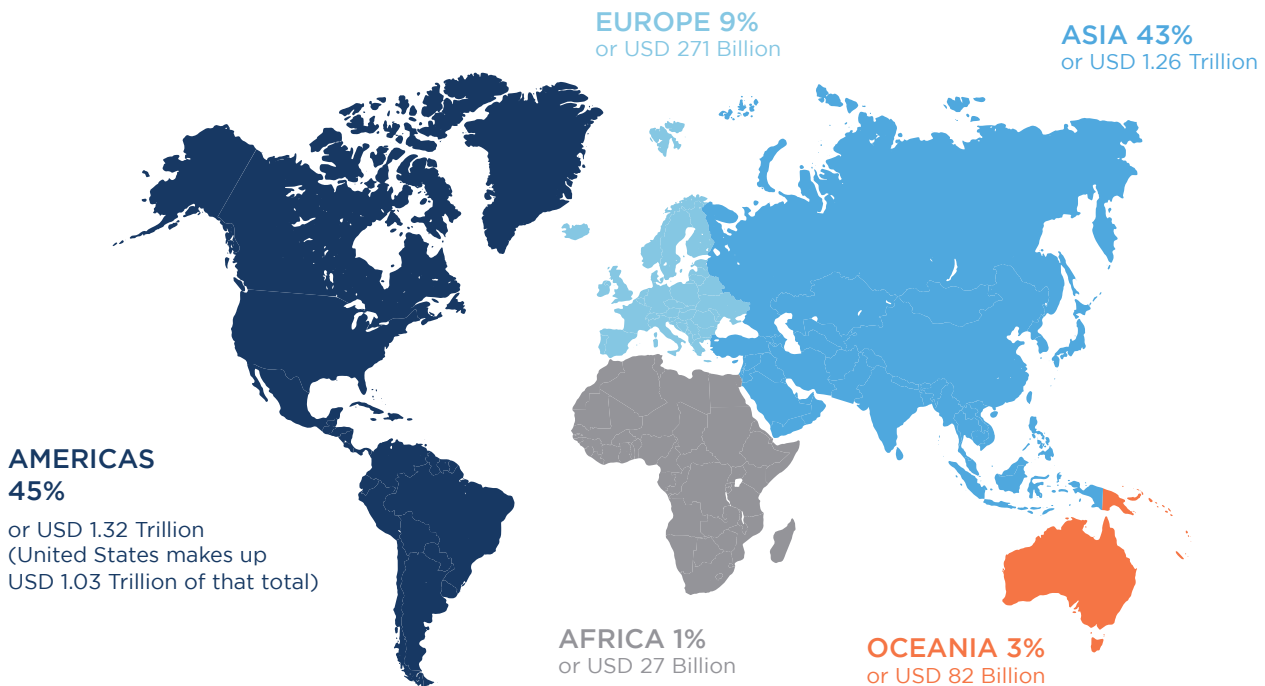 EUROPE 9%
or USD 271 Billion
ASIA 43%
or USD 1.26 Trillion
AMERICAS
45%
or USD 1.32 Trillion
(United States makes up
USD 1.03 Trillion of that total)
AFRICA 1%
or USD 27 Billion
OCEANIA 3%
or USD 82 Billion